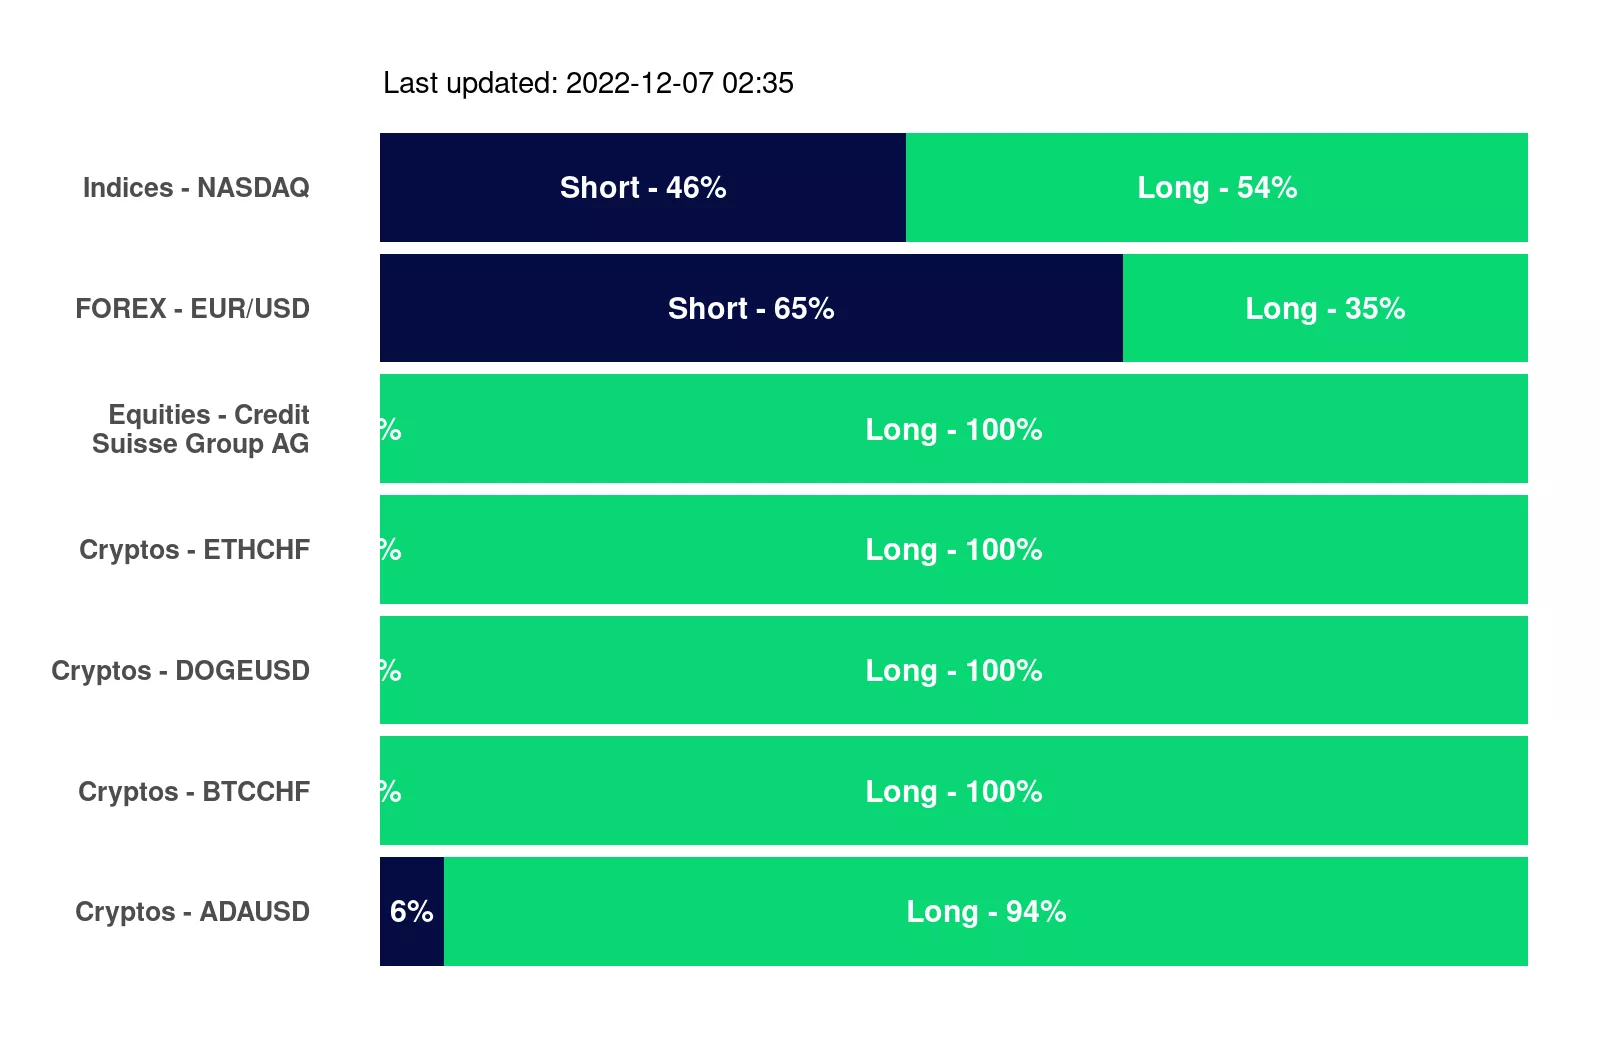 Last updated: 2022-12-07 02:35
Indices - NASDAQ Short - 46% Long - 54%
FOREX - EUR/USD Short - 65% Long - 35%
Equities - Credit
Suisse Group AG
% Long - 100%
Cryptos - ETHCHF % Long - 100%
Cryptos - DOGEUSD % Long - 100%
Cryptos - BTCCHF % Long - 100%
Cryptos - ADAUSD 6% Long - 94%